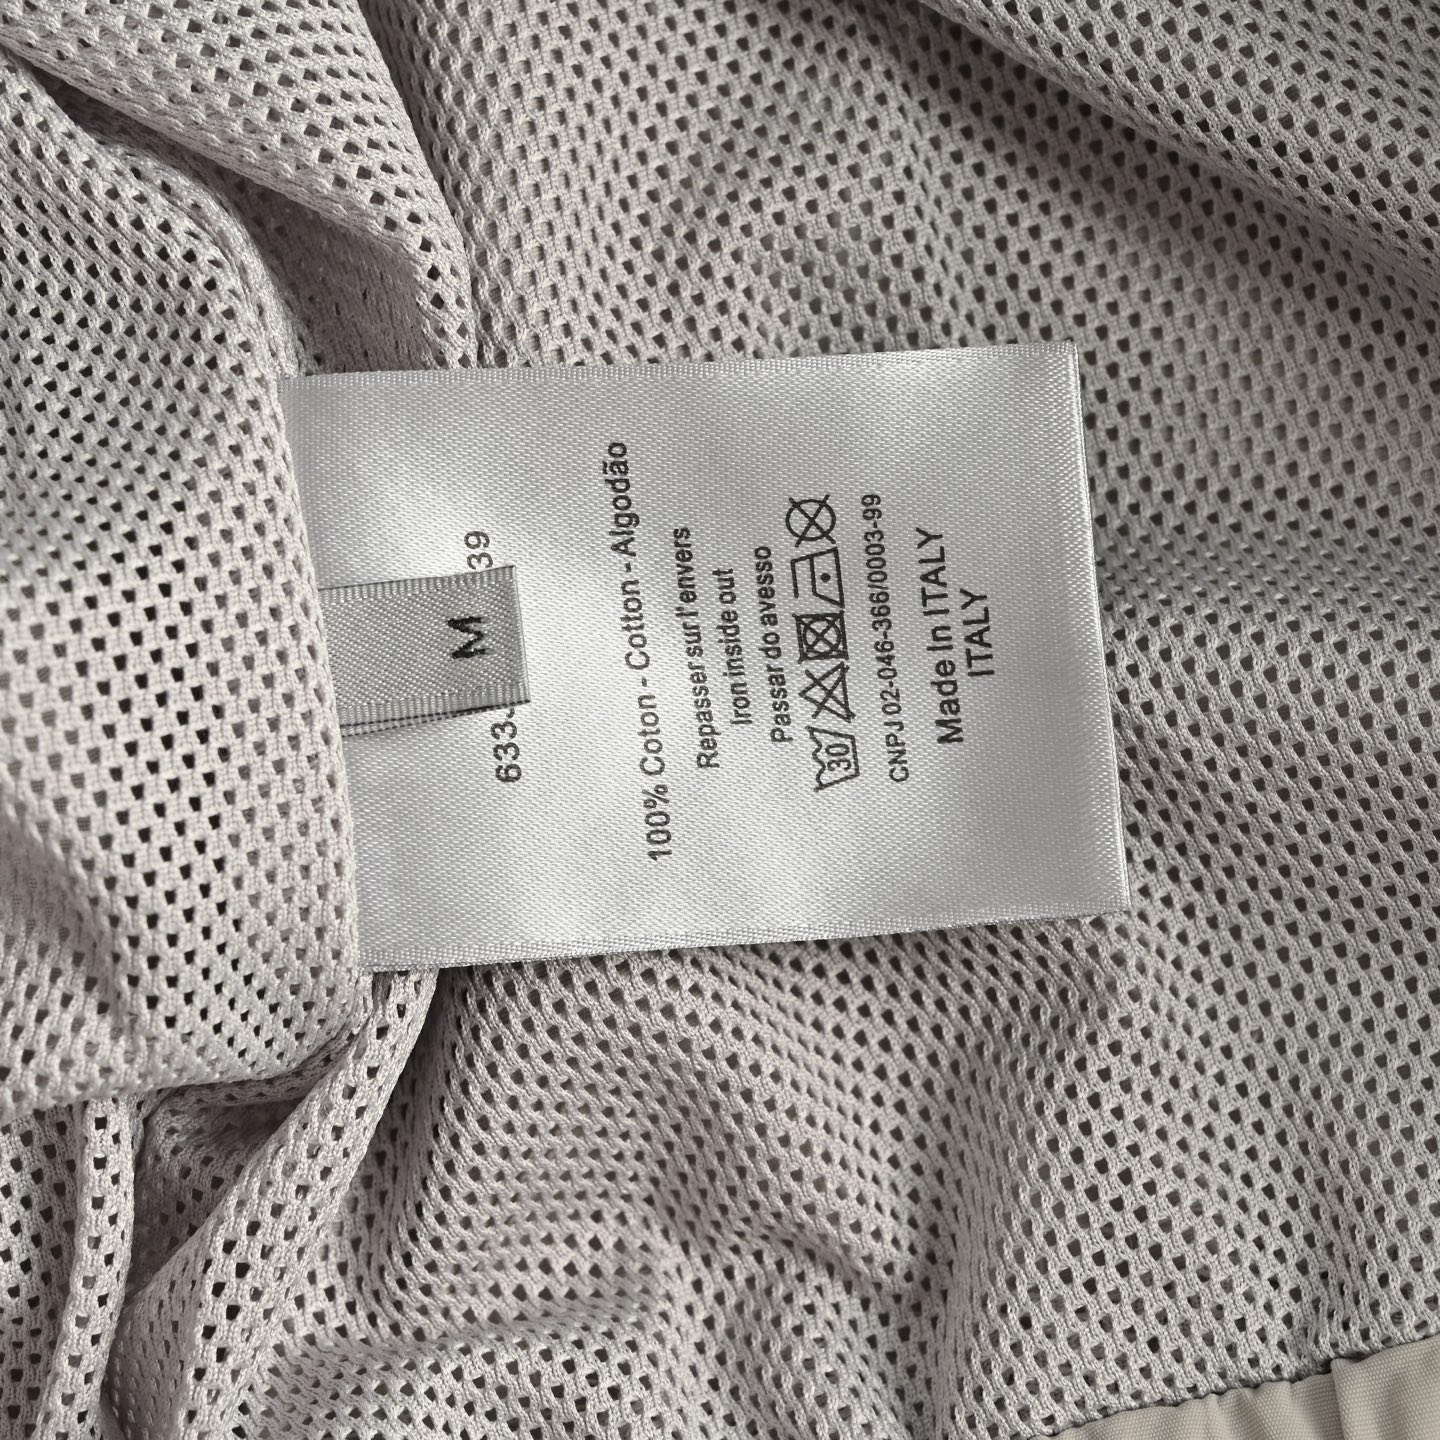 M
633 39
100% Coton - Cotton - Algodão
Repasser sur l'envers
Iron inside out
Passar do avesso
30
CNPJ 02-046-366/0003-99
Made In ITALY
ITALY